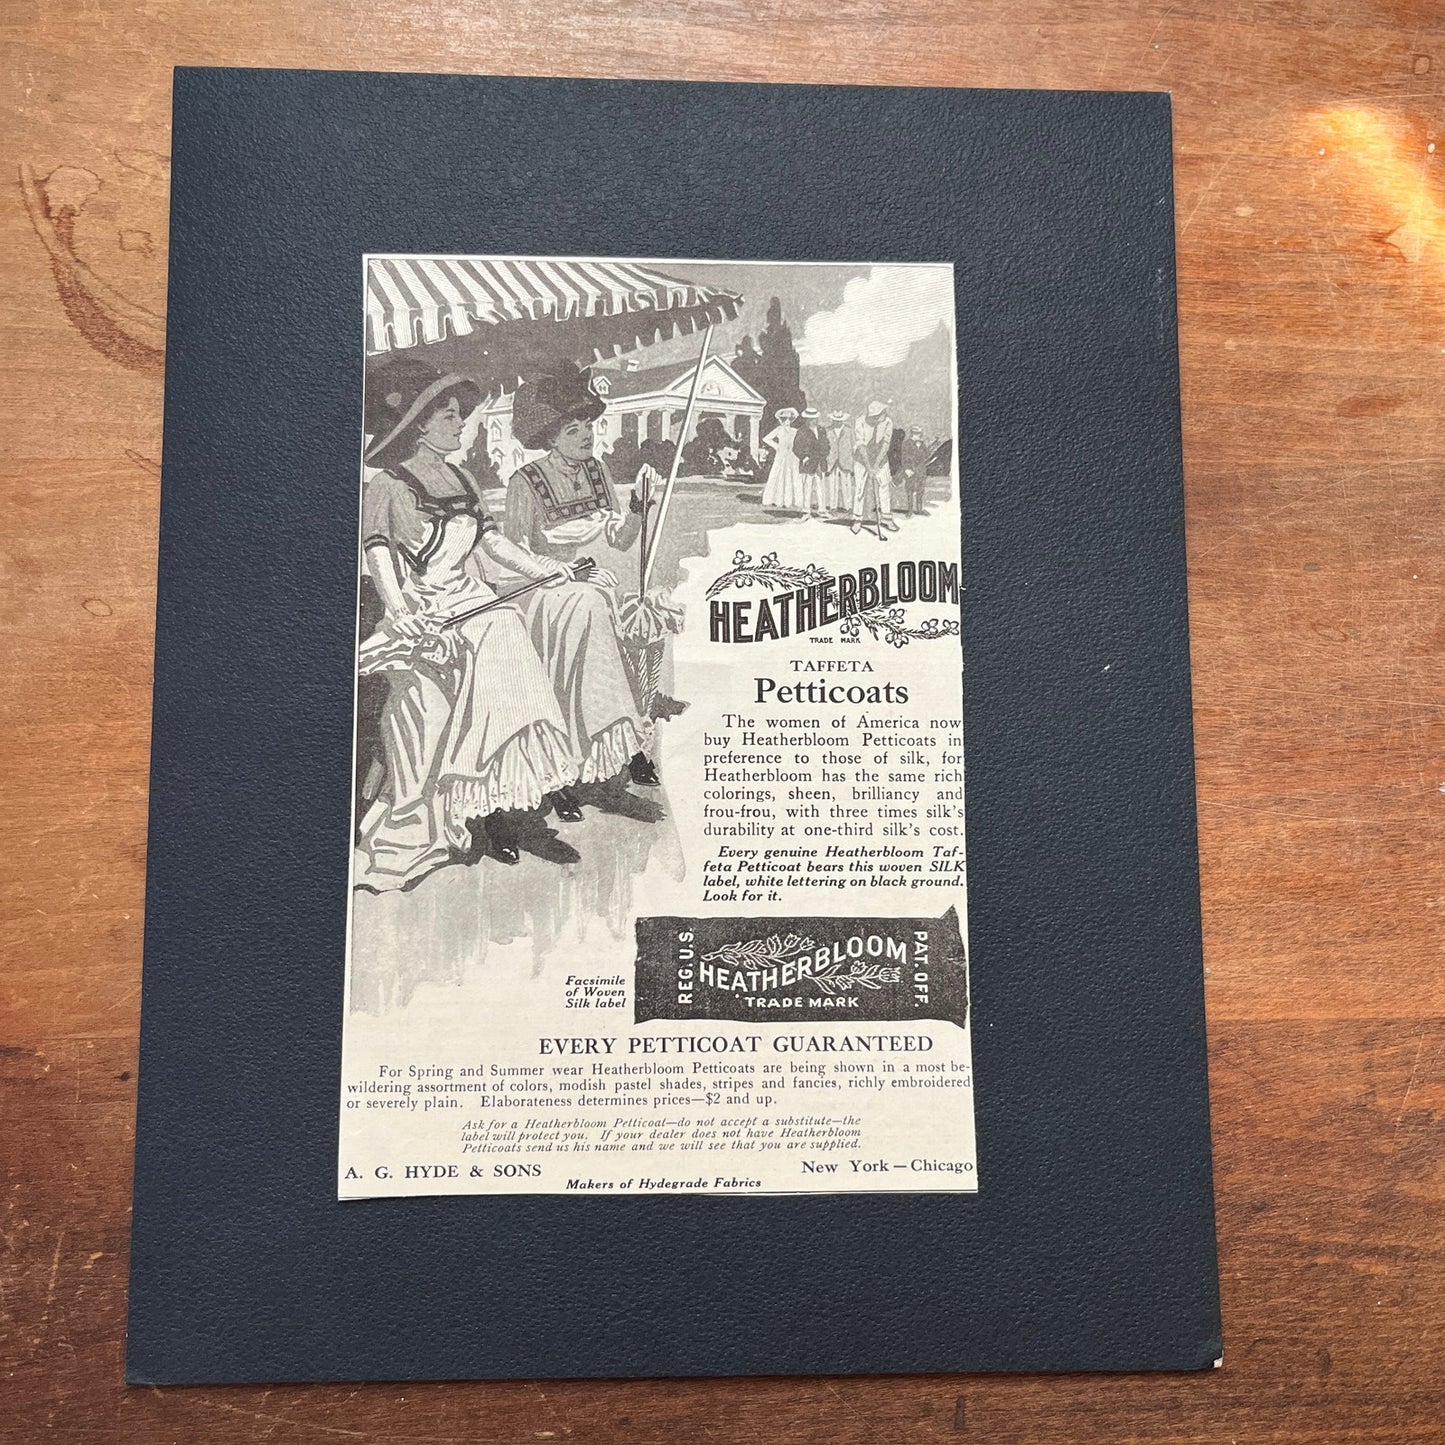 HEATHERBLOOM
TRADE MARK
TAFFETA
Petticoats
The women of America now
buy Heatherbloom Petticoats in
preference to those of silk, for
Heatherbloom has the same rich
colorings, sheen, brilliancy and
frou-frou, with three times silk's
durability at one-third silk's cost.
Every genuine Heatherbloom Taf-
feta Petticoat bears this woven SILK
label, white lettering on black ground.
Look for it.
Facsimile
of Woven
Silk label
REG. U.S.
HEATHERBLOOM
TRADE MARK
PAT. OFF.
EVERY PETTICOAT GUARANTEED
For Spring and Summer wear Heatherbloom Petticoats are being shown in a most be-
wildering assortment of colors, modish pastel shades, stripes and fancies, richly embroidered
or severely plain. Elaborateness determines prices—$2 and up.
Ask for a Heatherbloom Petticoat—do not accept a substitute—the
label will protect you. If your dealer does not have Heatherbloom
Petticoats send us his name and we will see that you are supplied.
A. G. HYDE & SONS
New York—Chicago
Makers of Hydegrade Fabrics